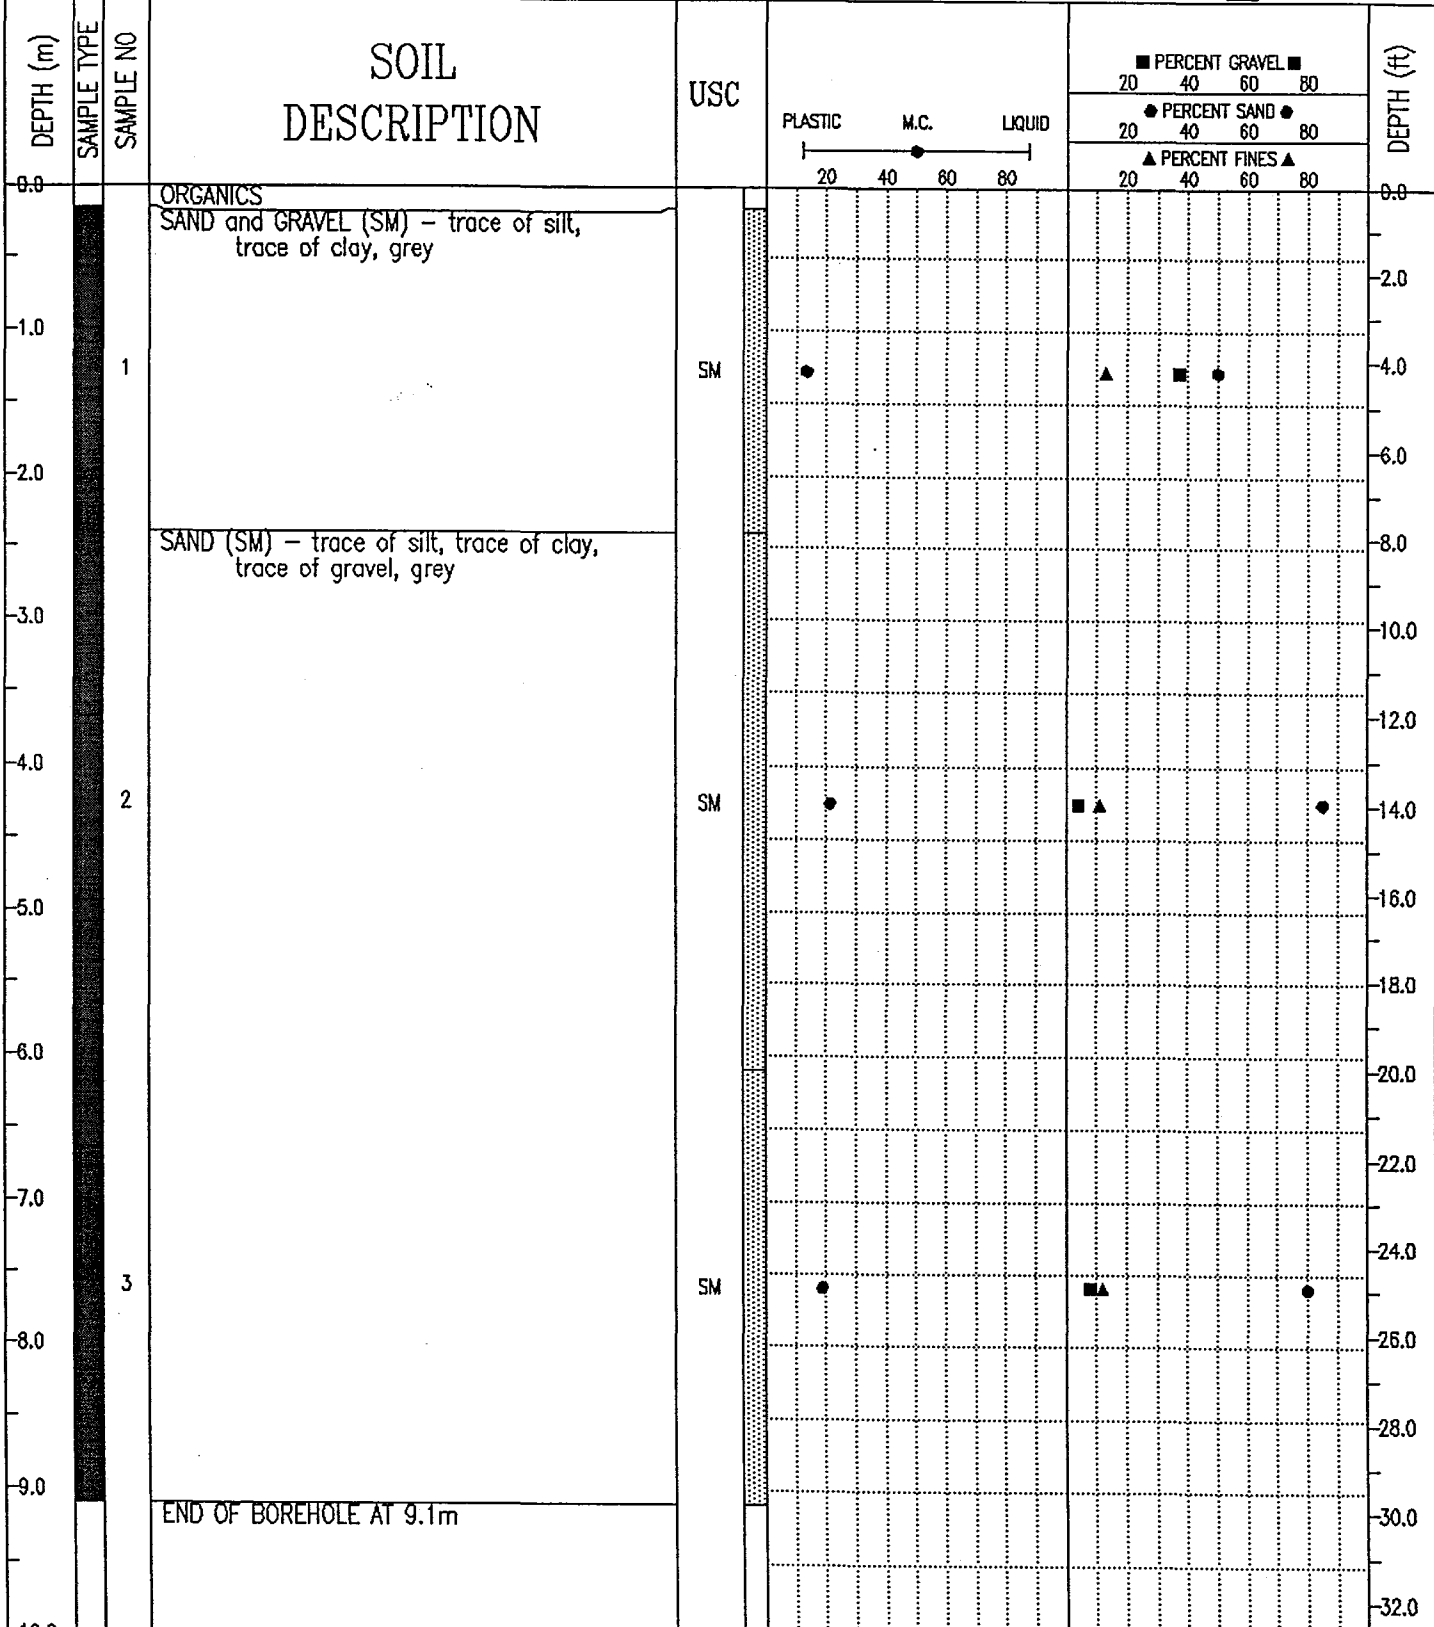 DEPTH (m)
SAMPLE TYPE
SAMPLE NO
SOIL
DESCRIPTION
USC
PLASTIC M.C. LIQUID
20 40 60 80
■ PERCENT GRAVEL ■
20 40 60 80
● PERCENT SAND ●
20 40 60 80
▲ PERCENT FINES ▲
20 40 60 80
DEPTH (ft)
0.0
ORGANICS
0.0
SAND and GRAVEL (SM) – trace of silt,
trace of clay, grey
2.0
1.0
1 SM
4.0
6.0
2.0
SAND (SM) – trace of silt, trace of clay,
8.0
trace of gravel, grey
3.0
10.0
12.0
4.0
2 SM
14.0
16.0
5.0
18.0
6.0
20.0
22.0
7.0
24.0
3 SM
8.0
26.0
28.0
9.0
END OF BOREHOLE AT 9.1m
30.0
32.0